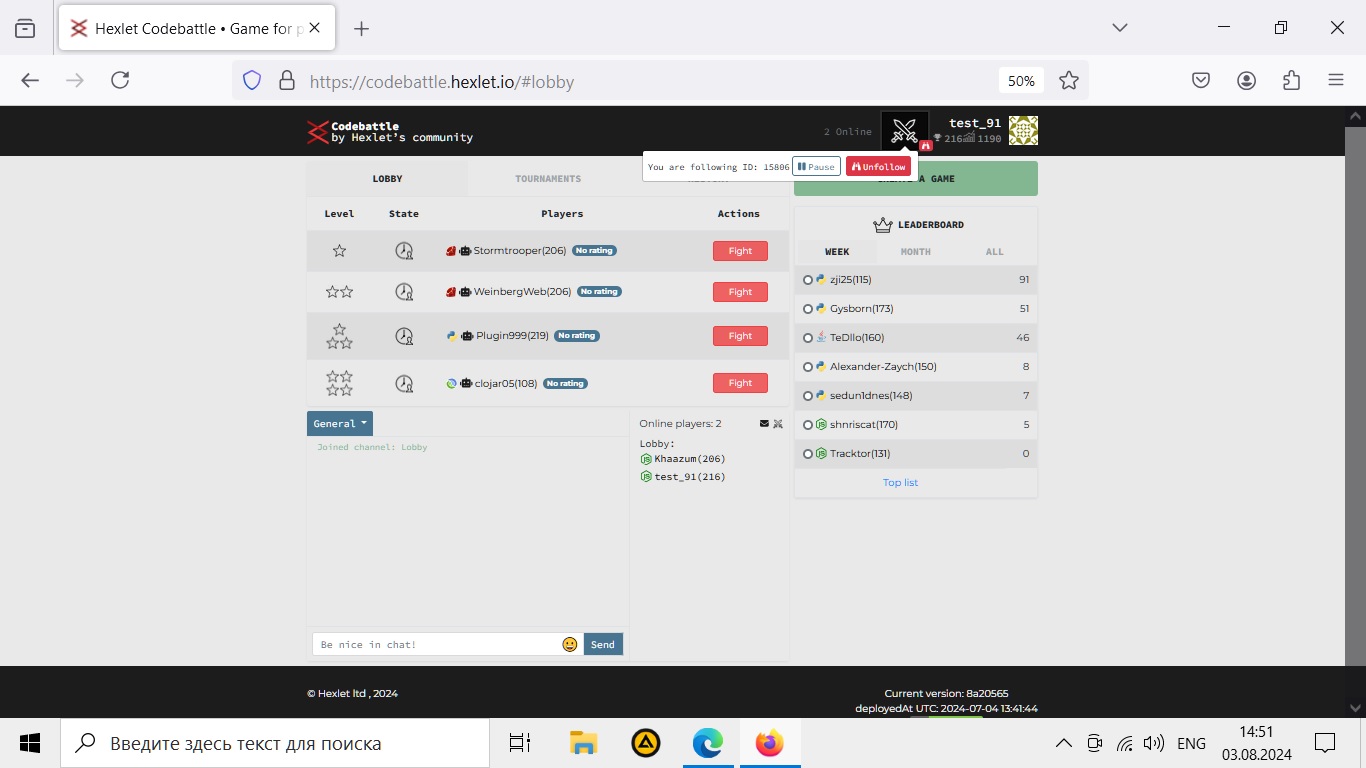 Hexlet Codebattle • Game for p
https://codebattle.hexlet.io/#lobby
50%
Codebattle
by Hexlet's community
2 Online
test_91
216 1190
You are following ID: 15806 Pause Unfollow
LOBBY TOURNAMENTS
A GAME
Level State Players Actions
Stormtrooper(206) No rating Fight
WeinbergWeb(206) No rating Fight
Plugin999(219) No rating Fight
clojar05(108) No rating Fight
General
Joined channel: Lobby
Be nice in chat! Send
Online players: 2
Lobby:
Khaazum(206)
test_91(216)
LEADERBOARD
WEEK MONTH ALL
zji25(115) 91
Gysborn(173) 51
TeDllo(160) 46
Alexander-Zaych(150) 8
sedun1dnes(148) 7
shnriscat(170) 5
Tracktor(131) 0
Top list
© Hexlet ltd , 2024
Current version: 8a20565
deployedAt UTC: 2024-07-04 13:41:44
Введите здесь текст для поиска
ENG
14:51
03.08.2024